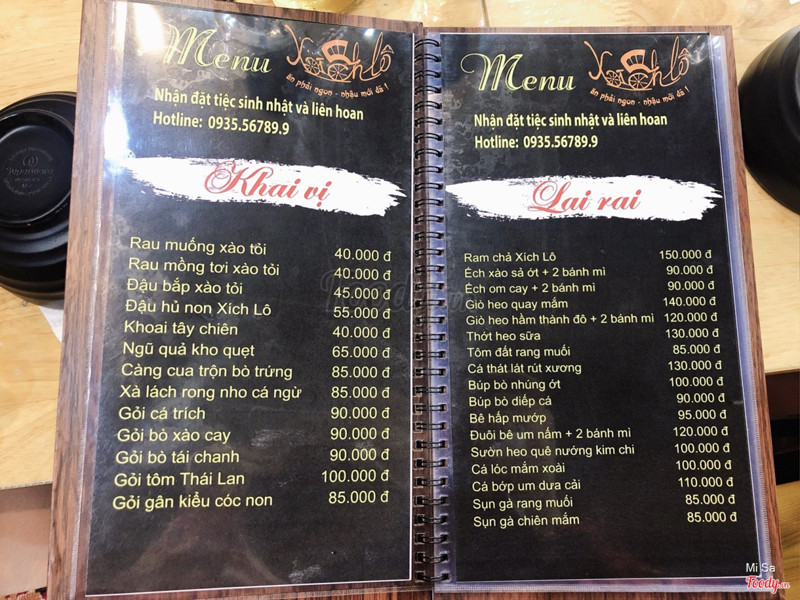 Menu
Xích lô
ăn phải ngon - nhậu mới đã !
Nhận đặt tiệc sinh nhật và liên hoan
Hotline: 0935.56789.9
Khai vị
Rau muống xào tỏi 40.000 đ
Rau mồng tơi xào tỏi 40.000 đ
Đậu bắp xào tỏi 45.000 đ
Đậu hủ non Xích Lô 55.000 đ
Khoai tây chiên 40.000 đ
Ngũ quả kho quẹt 65.000 đ
Càng cua trộn bò trứng 85.000 đ
Xà lách rong nho cá ngừ 85.000 đ
Gỏi cá trích 90.000 đ
Gỏi bò xào cay 90.000 đ
Gỏi bò tái chanh 90.000 đ
Gỏi tôm Thái Lan 100.000 đ
Gỏi gân kiểu cóc non 85.000 đ
Menu
Xích lô
ăn phải ngon - nhậu mới đã !
Nhận đặt tiệc sinh nhật và liên hoan
Hotline: 0935.56789.9
Lai rai
Ram chả Xích Lô 150.000 đ
Ếch xào sả ớt + 2 bánh mì 90.000 đ
Ếch om cay + 2 bánh mì 90.000 đ
Giò heo quay mắm 140.000 đ
Giò heo hầm thành đô + 2 bánh mì 120.000 đ
Thớt heo sữa 130.000 đ
Tôm đất rang muối 85.000 đ
Cá thát lát rút xương 130.000 đ
Búp bò nhúng ớt 100.000 đ
Búp bò diếp cá 90.000 đ
Bê hấp mướp 95.000 đ
Đuôi bê um nấm + 2 bánh mì 120.000 đ
Sườn heo quê nướng kim chi 100.000 đ
Cá lóc mắm xoài 100.000 đ
Cá bớp um dưa cải 110.000 đ
Sụn gà rang muối 85.000 đ
Sụn gà chiên mắm 85.000 đ
Mi Sa
Foody.vn